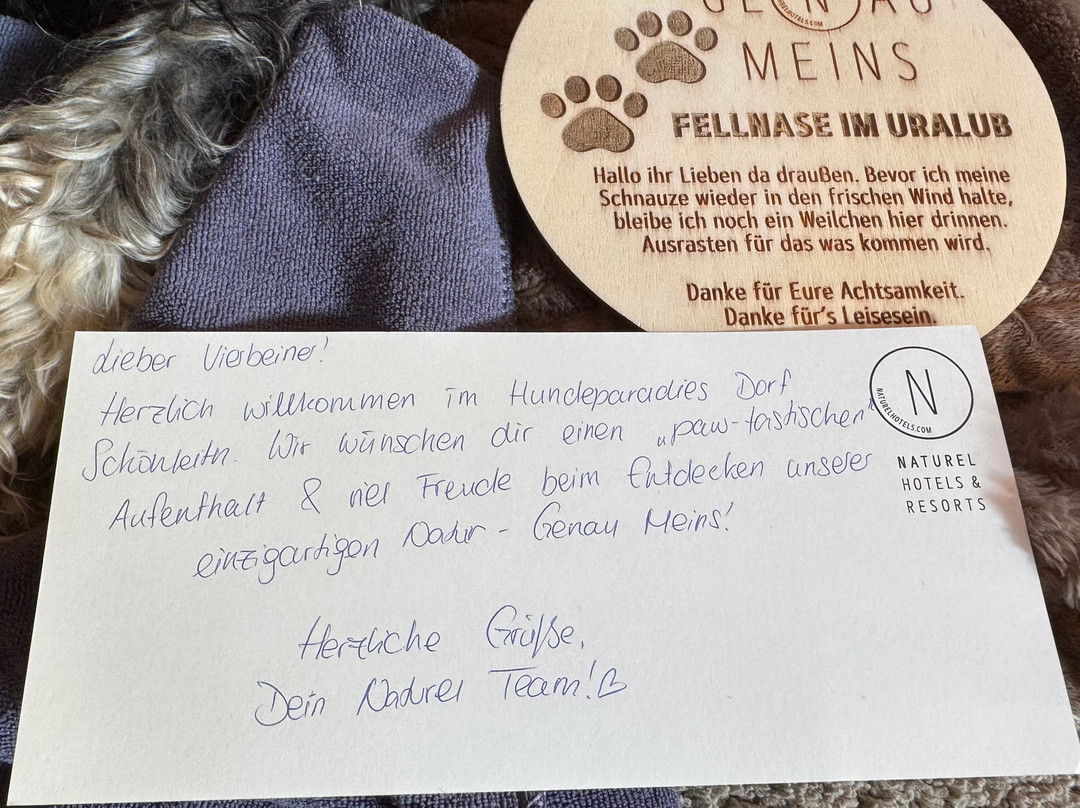 GENAU
MEINS
FELLNASE IM URALUB
Hallo ihr Lieben da draußen. Bevor ich meine
Schnauze wieder in den frischen Wind halte,
bleibe ich noch ein Weilchen hier drinnen.
Ausrasten für das was kommen wird.
Danke für Eure Achtsamkeit.
Danke für's Leisesein.
Lieber Vierbeiner!
Herzlich willkommen im Hundeparadies Dorf
Schönleitn. Wir wünschen dir einen „paw-tastischen"
Aufenthalt & viel Freude beim Entdecken unserer
einzigartigen Natur - Genau Meins!
Herzliche Grüße,
Dein Naturel Team!♡
N
NATURELHOTELS.COM
NATUREL
HOTELS &
RESORTS